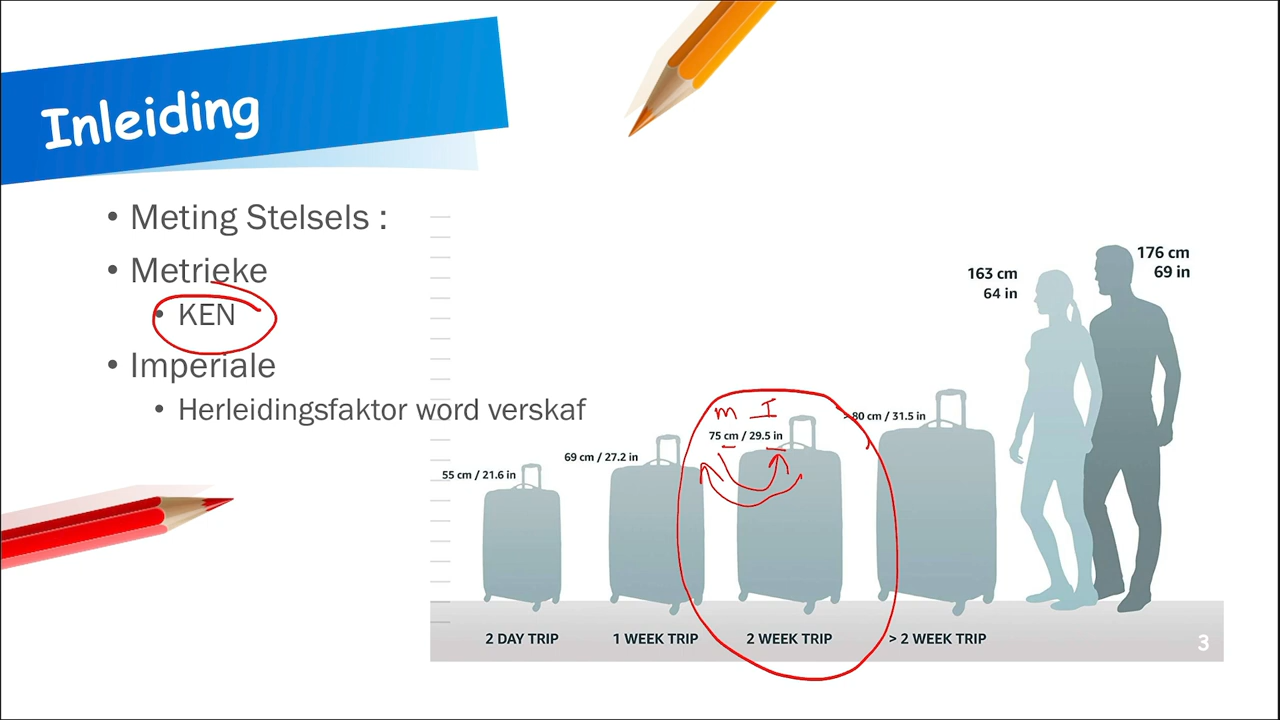 Inleiding
• Meting Stelsels :
• Metrieke
• KEN
• Imperiale
• Herleidingsfaktor word verskaf
176 cm
69 in
163 cm
64 in
m I
> 80 cm / 31.5 in
75 cm / 29.5 in
69 cm / 27.2 in
55 cm / 21.6 in
2 DAY TRIP
1 WEEK TRIP
2 WEEK TRIP
> 2 WEEK TRIP
3